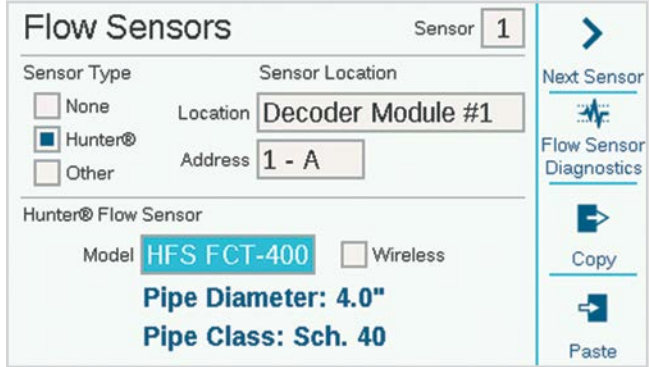 Flow Sensors
Sensor 1
Sensor Type
Sensor Location
None
Hunter®
Other
Location Decoder Module #1
Address 1 - A
Hunter® Flow Sensor
Model HFS FCT-400
Wireless
Pipe Diameter: 4.0"
Pipe Class: Sch. 40
Next Sensor
Flow Sensor
Diagnostics
Copy
Paste